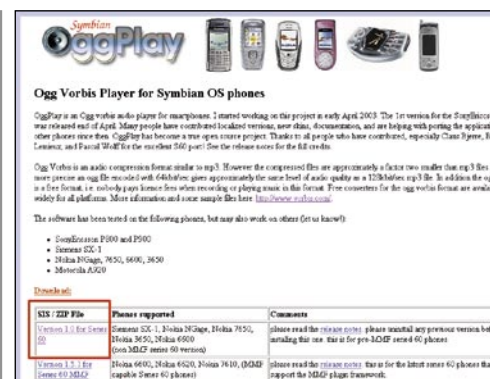 Symbian
OggPlay
Ogg Vorbis Player for Symbian OS phones
OggPlay is an Ogg vorbis audio player for smartphones. I started working on this project in early April 2003. The 1st version for the SonyEricsson
was released end of April. Many people have contributed localized versions, new skins, documentation, and are helping with porting the applicati
other phones since then. OggPlay has become a true open source project. Thanks to all people who have contributed, especially Claus Bjerre,
Lemieux, and Pascal Wolff for the excellent S60 port! See the release notes for the full credits.
Ogg Vorbis is an audio compression format similar to mp3. However the compressed files are approximately a factor two smaller than mp3 files
more precise an ogg file encoded with 64kbit/sec gives approximately the same level of audio quality as a 128kbit/sec mp3 file. In addition the o
is a free format, i.e. nobody pays licence fees when recording or playing music in this format. Free converters for the ogg vorbis format are avail
widely for all platforms. More information and some sample files here: http://www.vorbis.com/.
The software has been tested on the following phones, but may also work on others (let us know!):
SonyEricsson P800 and P900
Siemens SX-1
Nokia NGage, 7650, 6600, 3650
Motorola A920
Download:
SIS / ZIP File Phones supported Comments
Version 1.0 for Series 60
Siemens SX-1, Nokia NGage, Nokia 7650,
Nokia 3650, Nokia 6600
(non MMF series 60 version)
please read the release notes. please uninstall any previous version bef
installing this one. this is for pre-MMF series 60 phones
Version 1.5.1 for Series 60 MMF
Nokia 6600, Nokia 6620, Nokia 7610, (MMF
capable Series 60 phones)
please read the release notes. this is for the latest series 60 phones tha
support the MMF plugin framework.